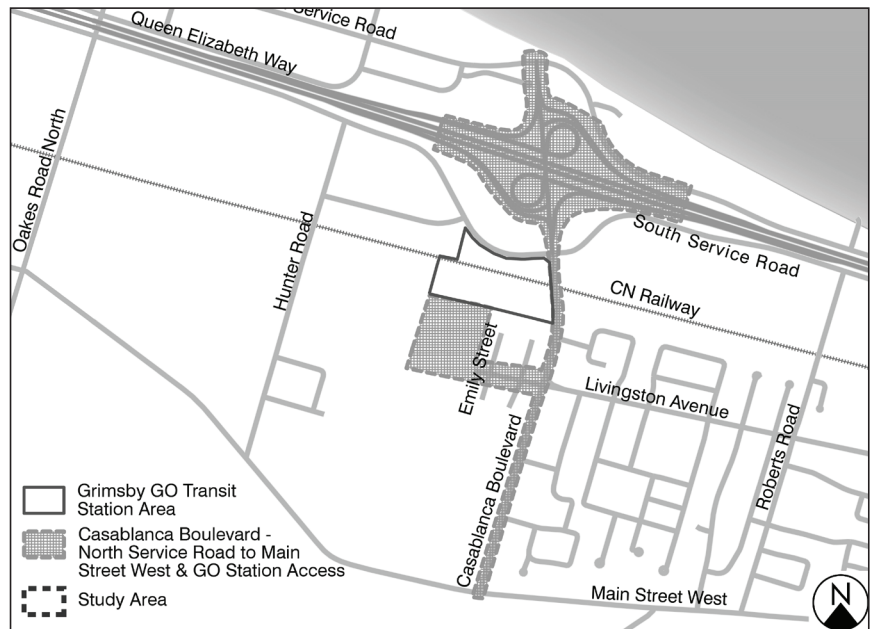 Service Road
Queen Elizabeth Way
Oakes Road North
Hunter Road
South Service Road
CN Railway
Emily Street
Livingston Avenue
Casablanca Boulevard
Roberts Road
Main Street West
Grimsby GO Transit
Station Area
Casablanca Boulevard -
North Service Road to Main
Street West & GO Station Access
Study Area
N